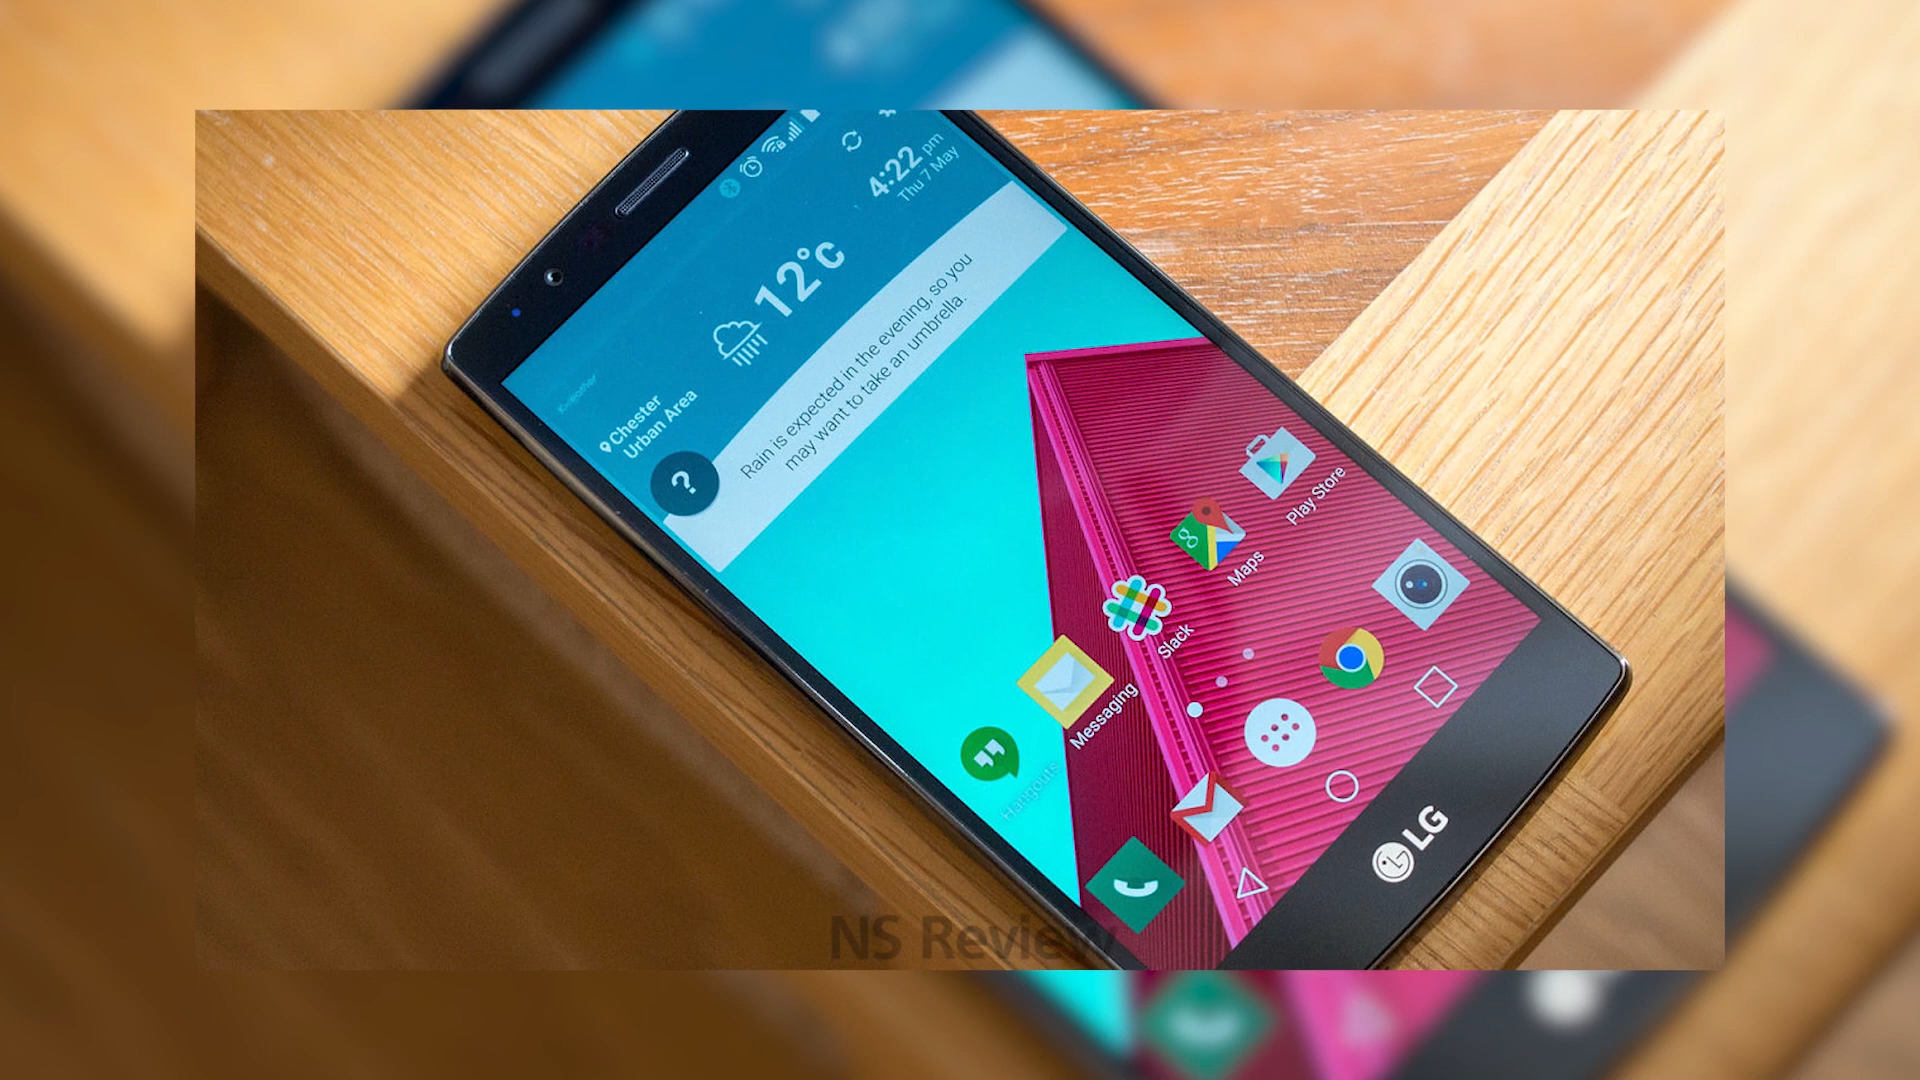 4:22 pm
Thu 7 May
12°C
Chester
Urban Area
?
Rain is expected in the evening, so you
may want to take an umbrella.
Play Store
Maps
Slack
Messaging
Hangouts
LG
NS Review